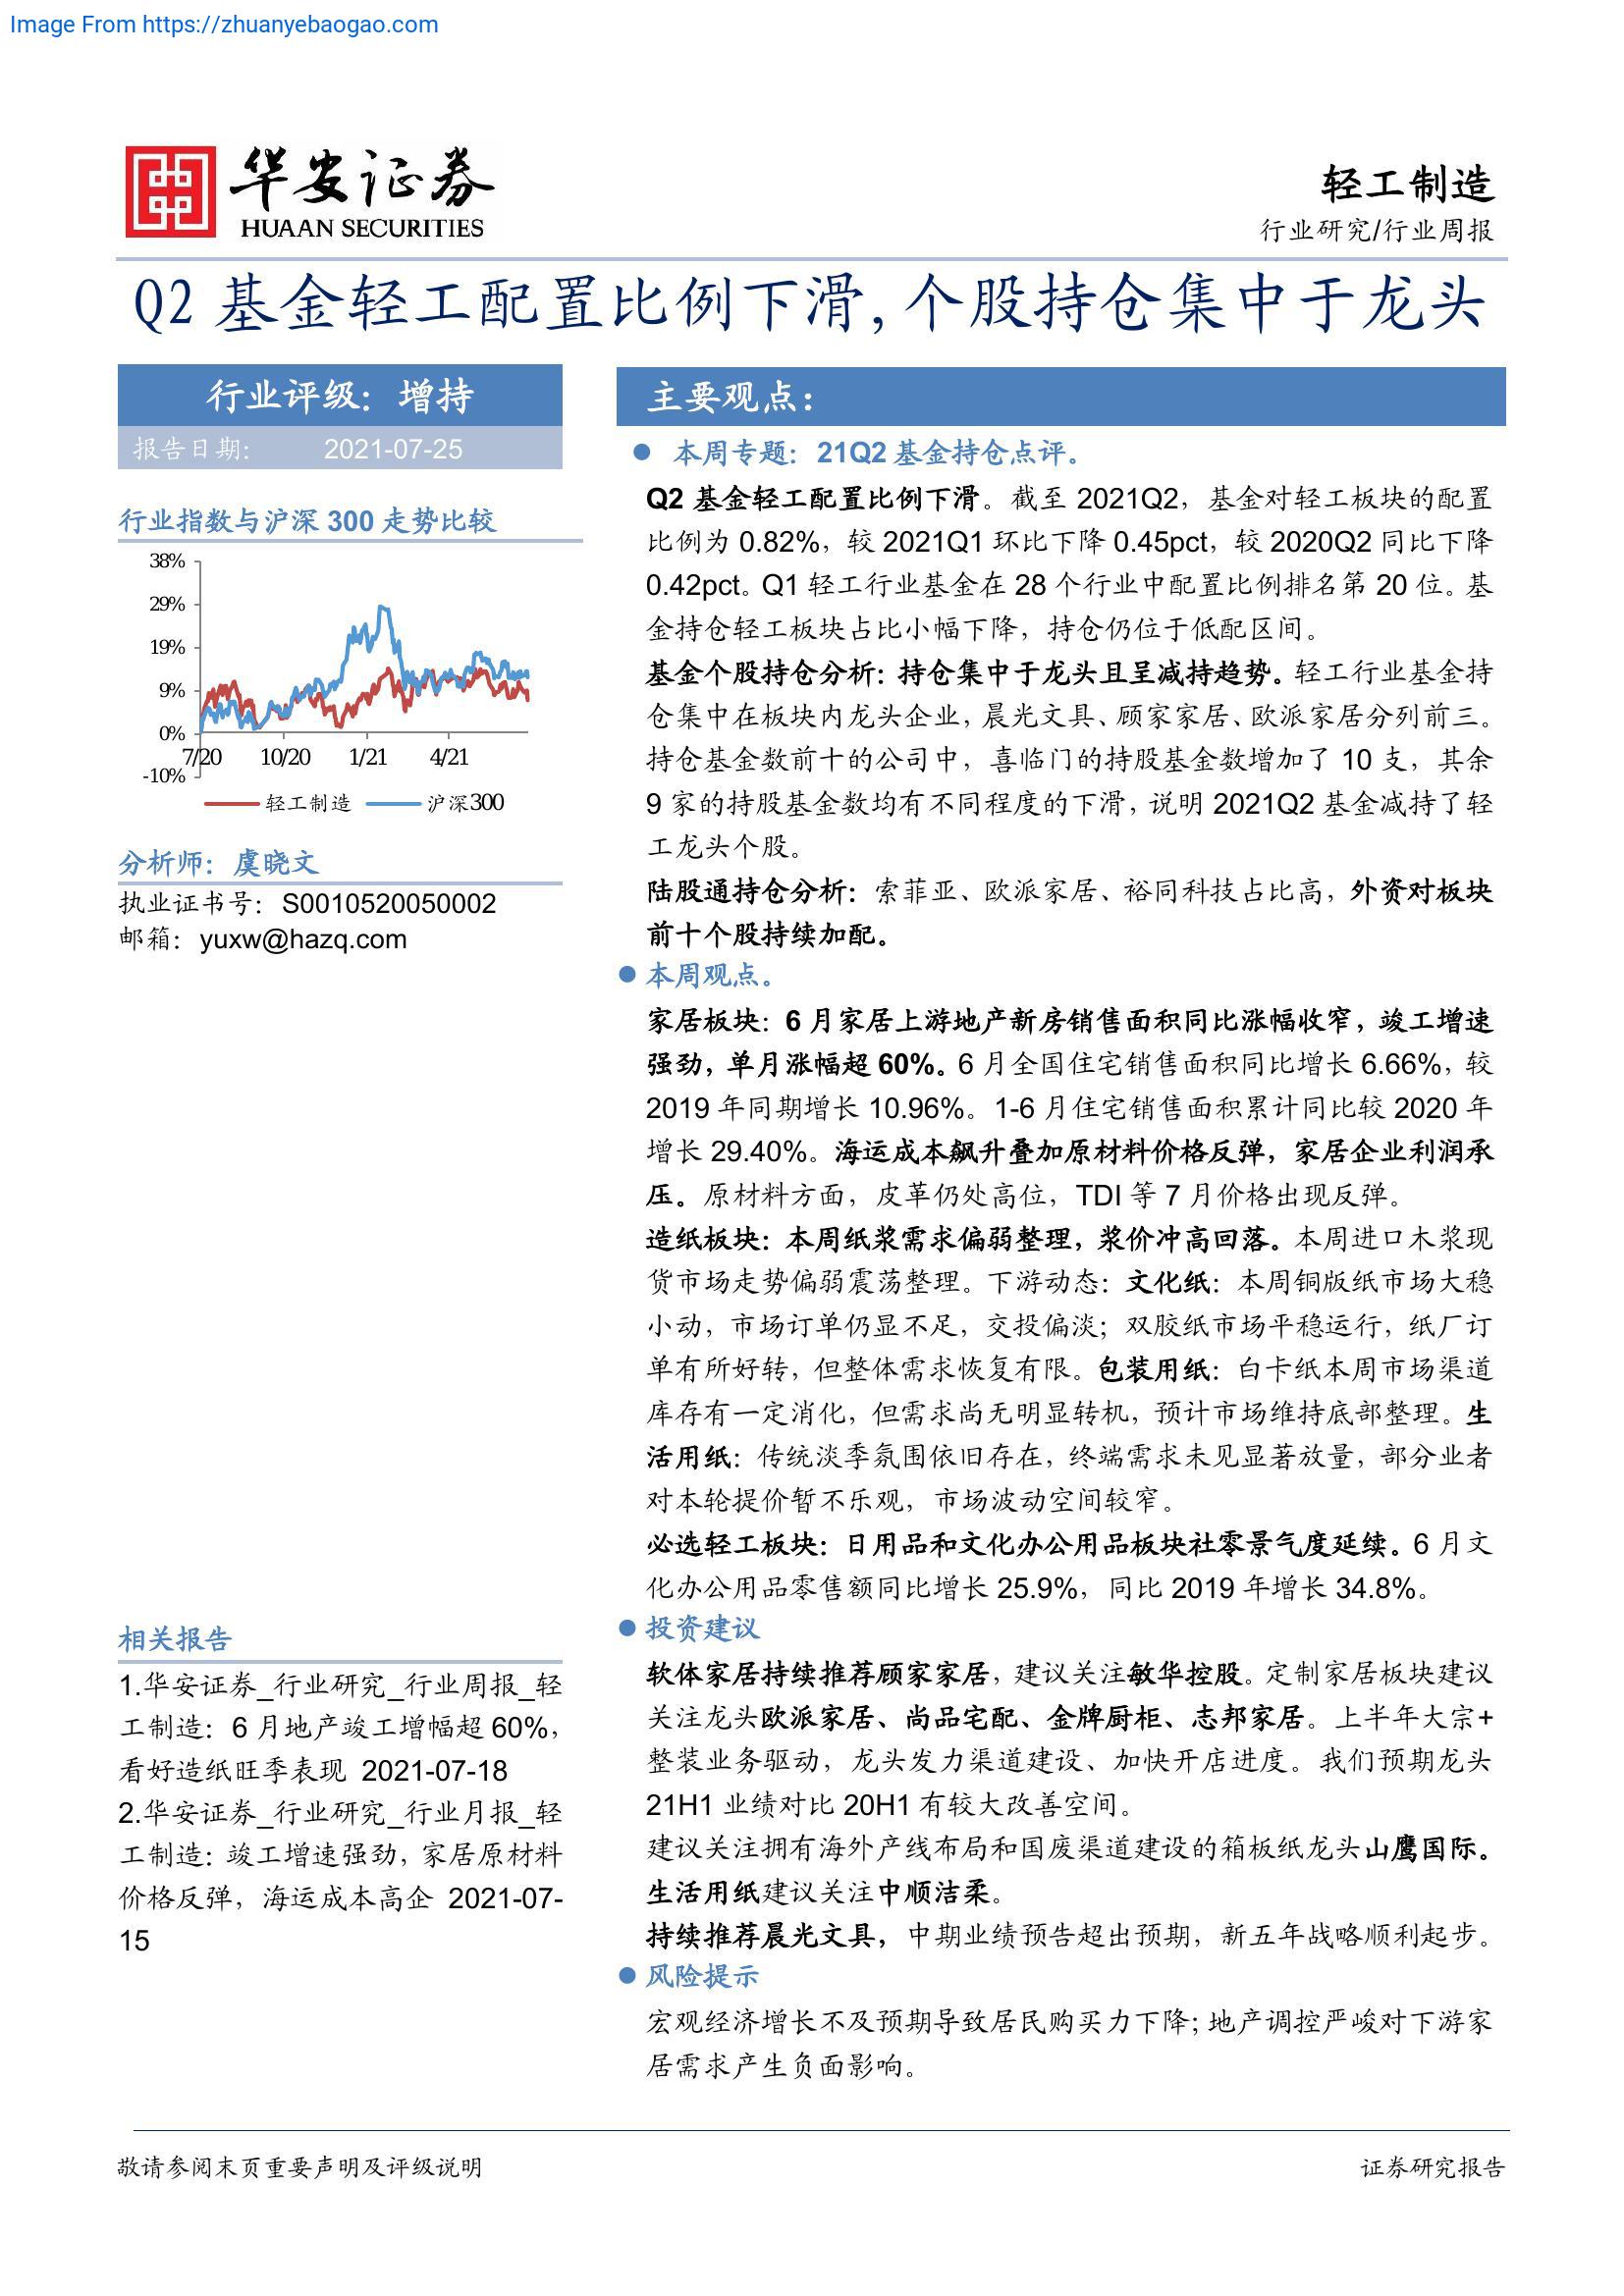 Image From https://zhuanyebaogao.com
华安证券
HUAAN SECURITIES
轻工制造
行业研究/行业周报
Q2 基金轻工配置比例下滑，个股持仓集中于龙头
行业评级：增持
报告日期： 2021-07-25
行业指数与沪深 300 走势比较
38%
29%
19%
9%
0%
-10%
7/20 10/20 1/21 4/21
轻工制造 沪深300
分析师：虞晓文
执业证书号：S0010520050002
邮箱：yuxw@hazq.com
相关报告
1.华安证券_行业研究_行业周报_轻
工制造：6 月地产竣工增幅超 60%，
看好造纸旺季表现 2021-07-18
2.华安证券_行业研究_行业月报_轻
工制造：竣工增速强劲，家居原材料
价格反弹，海运成本高企 2021-07-
15
主要观点：
● 本周专题：21Q2 基金持仓点评。
Q2 基金轻工配置比例下滑。截至 2021Q2，基金对轻工板块的配置
比例为 0.82%，较 2021Q1 环比下降 0.45pct，较 2020Q2 同比下降
0.42pct。Q1 轻工行业基金在 28 个行业中配置比例排名第 20 位。基
金持仓轻工板块占比小幅下降，持仓仍位于低配区间。
基金个股持仓分析：持仓集中于龙头且呈减持趋势。轻工行业基金持
仓集中在板块内龙头企业，晨光文具、顾家家居、欧派家居分列前三。
持仓基金数前十的公司中，喜临门的持股基金数增加了 10 支，其余
9 家的持股基金数均有不同程度的下滑，说明 2021Q2 基金减持了轻
工龙头个股。
陆股通持仓分析：索菲亚、欧派家居、裕同科技占比高，外资对板块
前十个股持续加配。
● 本周观点。
家居板块：6 月家居上游地产新房销售面积同比涨幅收窄，竣工增速
强劲，单月涨幅超 60%。6 月全国住宅销售面积同比增长 6.66%，较
2019 年同期增长 10.96%。1-6 月住宅销售面积累计同比较 2020 年
增长 29.40%。海运成本飙升叠加原材料价格反弹，家居企业利润承
压。原材料方面，皮革仍处高位，TDI 等 7 月价格出现反弹。
造纸板块：本周纸浆需求偏弱整理，浆价冲高回落。本周进口木浆现
货市场走势偏弱震荡整理。下游动态：文化纸：本周铜版纸市场大稳
小动，市场订单仍显不足，交投偏淡；双胶纸市场平稳运行，纸厂订
单有所好转，但整体需求恢复有限。包装用纸：白卡纸本周市场渠道
库存有一定消化，但需求尚无明显转机，预计市场维持底部整理。生
活用纸：传统淡季氛围依旧存在，终端需求未见显著放量，部分业者
对本轮提价暂不乐观，市场波动空间较窄。
必选轻工板块：日用品和文化办公用品板块社零景气度延续。6 月文
化办公用品零售额同比增长 25.9%，同比 2019 年增长 34.8%。
● 投资建议
软体家居持续推荐顾家家居，建议关注敏华控股。定制家居板块建议
关注龙头欧派家居、尚品宅配、金牌厨柜、志邦家居。上半年大宗+
整装业务驱动，龙头发力渠道建设、加快开店进度。我们预期龙头
21H1 业绩对比 20H1 有较大改善空间。
建议关注拥有海外产线布局和国废渠道建设的箱板纸龙头山鹰国际。
生活用纸建议关注中顺洁柔。
持续推荐晨光文具，中期业绩预告超出预期，新五年战略顺利起步。
● 风险提示
宏观经济增长不及预期导致居民购买力下降；地产调控严峻对下游家
居需求产生负面影响。
敬请参阅末页重要声明及评级说明
证券研究报告